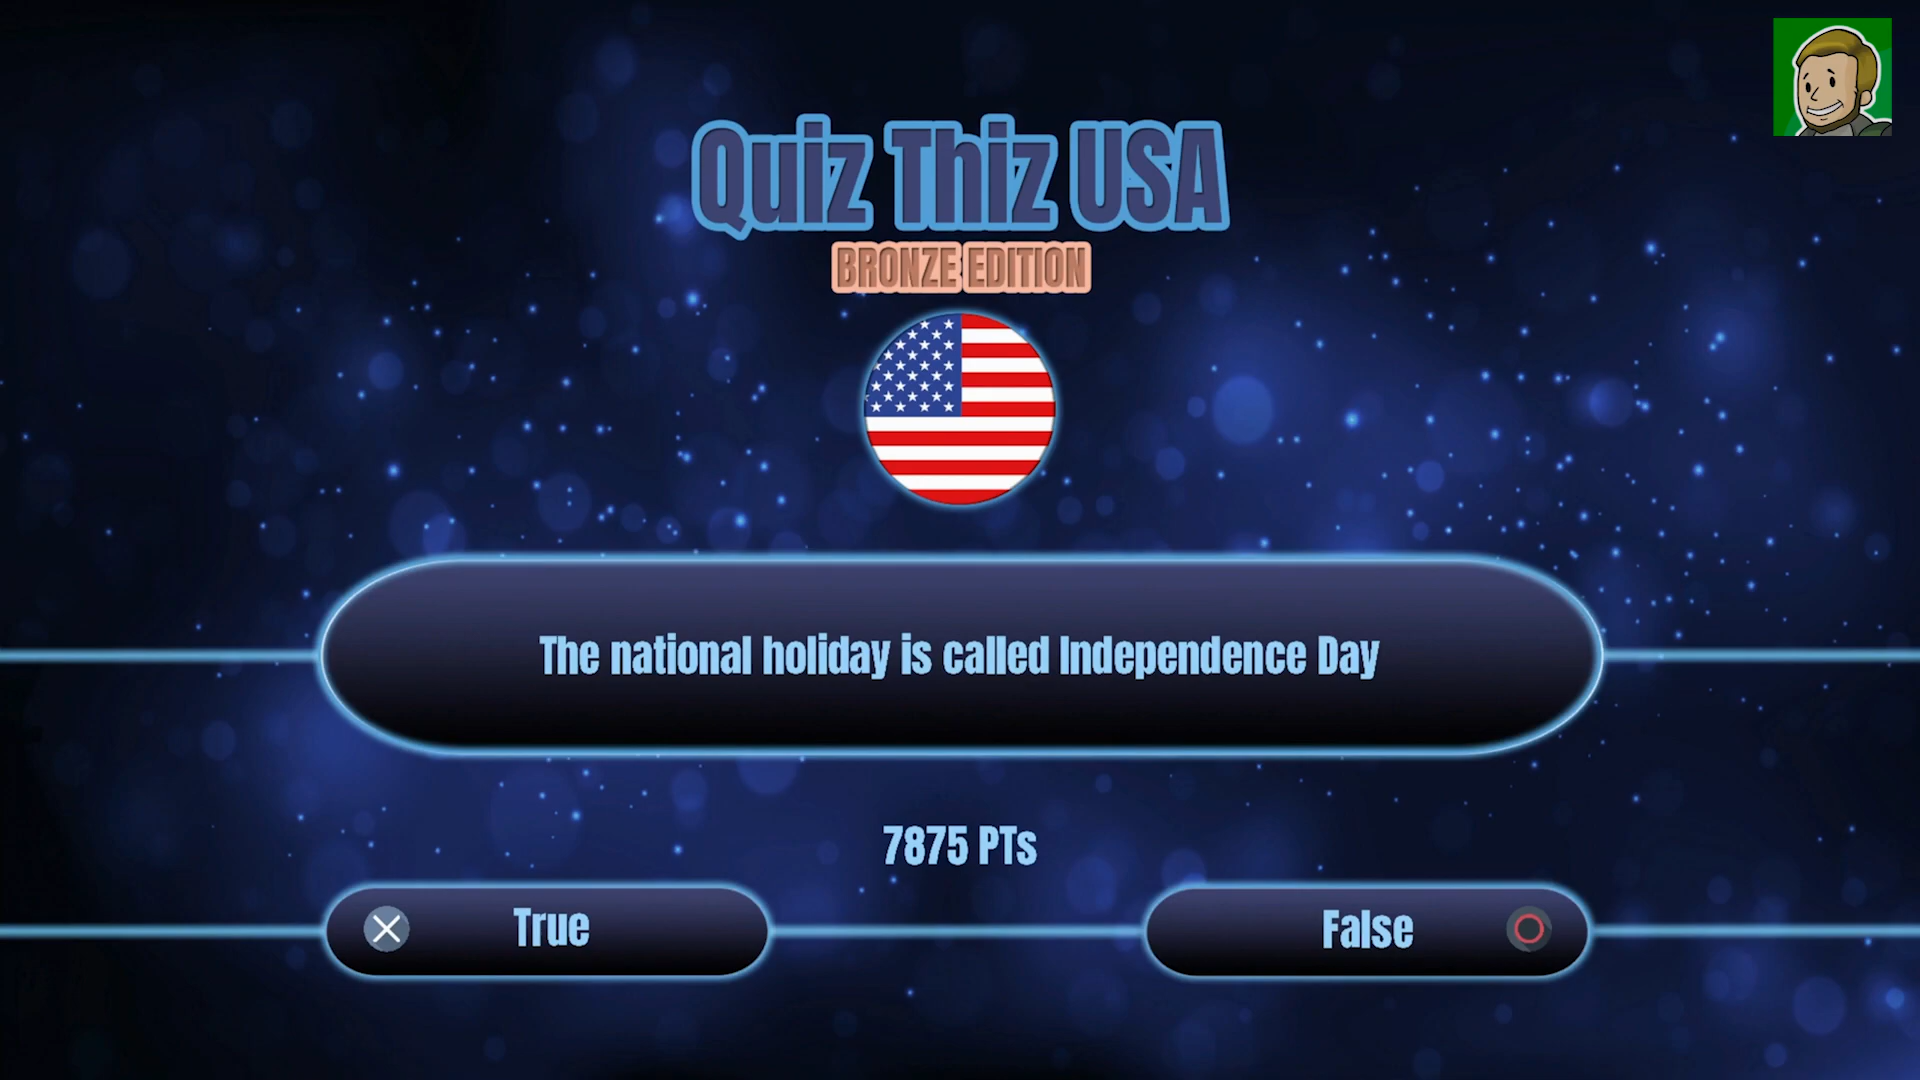 Quiz Thiz USA
BRONZE EDITION
The national holiday is called Independence Day
7875 PTs
True
False